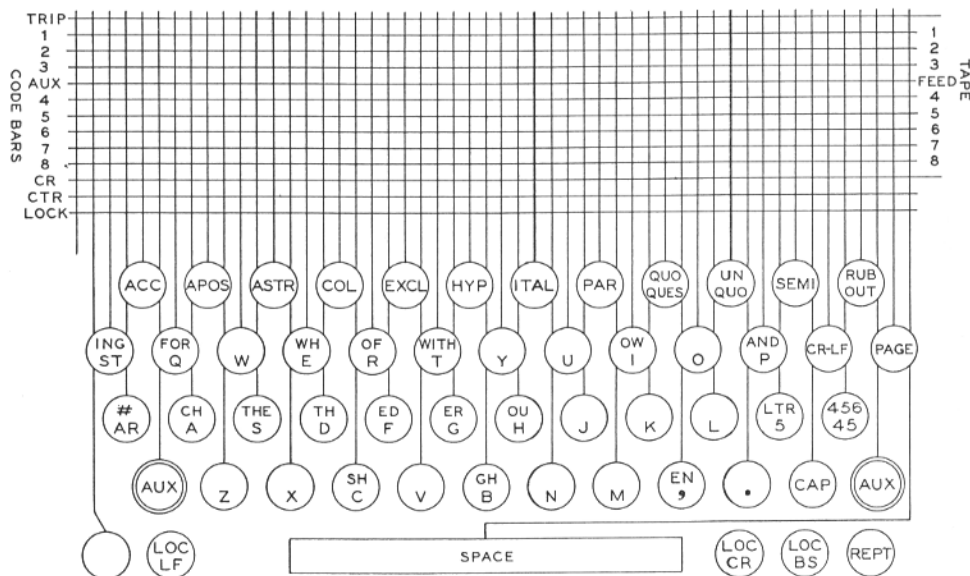 TRIP
1 1
2 2
3 3
AUX FEED
4 4
5 5
6 6
7 7
8 8
CR
CTR
LOCK
CODE BARS
TAPE
ACC APOS ASTR COL EXCL HYP ITAL PAR QUO QUES UN QUO SEMI RUB OUT
ING ST FOR Q W WH E OF R WITH T Y U OW I O AND P CR-LF PAGE
# AR CH A THE S TH D ED F ER G OU H J K L LTR 5 456 45
AUX Z X SH C V GH B N M EN , . CAP AUX
LOC LF SPACE LOC CR LOC BS REPT